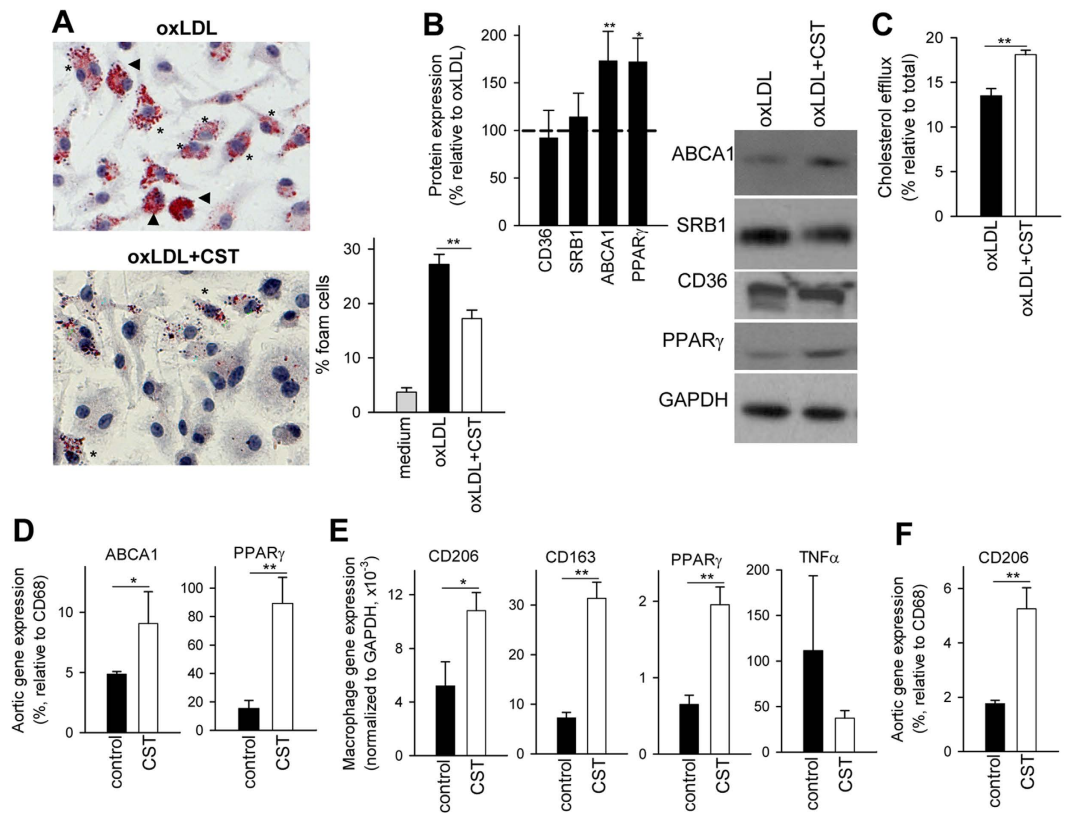 A
oxLDL
*
*
*
*
*
*
oxLDL+CST
*
*
% foam cells
30
20
10
0
**
medium
oxLDL
oxLDL+CST
B
Protein expression
(% relative to oxLDL)
200
150
100
50
0
**
*
CD36
SRB1
ABCA1
PPARγ
oxLDL
oxLDL+CST
ABCA1
SRB1
CD36
PPARγ
GAPDH
C
Cholesterol effilux
(% relative to total)
20
15
10
5
0
**
oxLDL
oxLDL+CST
D
Aortic gene expression
(%, relative to CD68)
ABCA1
*
10
5
0
control
CST
PPARγ
**
100
80
60
40
20
0
control
CST
E
Macrophage gene expression
(normalized to GAPDH, x10⁻³)
CD206
*
12
8
4
0
control
CST
CD163
**
30
20
10
0
control
CST
PPARγ
**
2
1
0
control
CST
TNFα
200
150
100
50
0
control
CST
F
Aortic gene expression
(%, relative to CD68)
CD206
**
6
4
2
0
control
CST